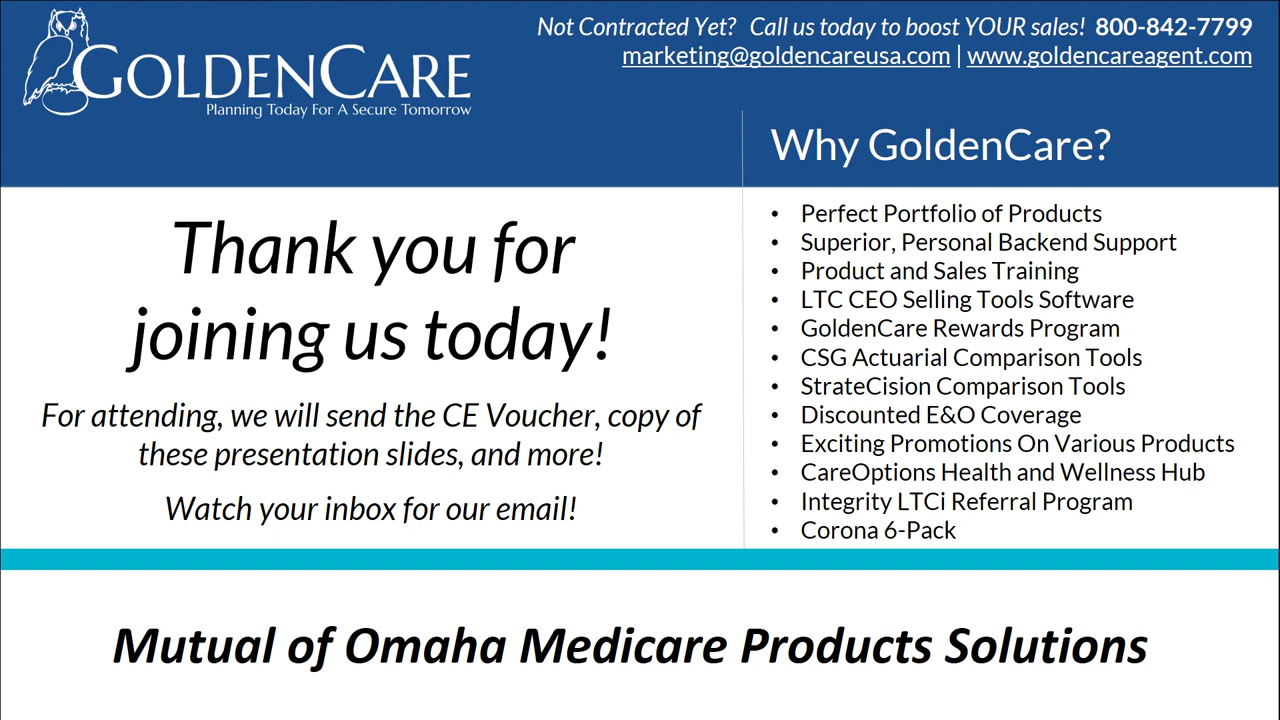 GOLDENCARE
Planning Today For A Secure Tomorrow
Not Contracted Yet? Call us today to boost YOUR sales! 800-842-7799
marketing@goldencareusa.com | www.goldencareagent.com
Why GoldenCare?
Thank you for
joining us today!
For attending, we will send the CE Voucher, copy of
these presentation slides, and more!
Watch your inbox for our email!
• Perfect Portfolio of Products
• Superior, Personal Backend Support
• Product and Sales Training
• LTC CEO Selling Tools Software
• GoldenCare Rewards Program
• CSG Actuarial Comparison Tools
• StrateCision Comparison Tools
• Discounted E&O Coverage
• Exciting Promotions On Various Products
• CareOptions Health and Wellness Hub
• Integrity LTCi Referral Program
• Corona 6-Pack
Mutual of Omaha Medicare Products Solutions